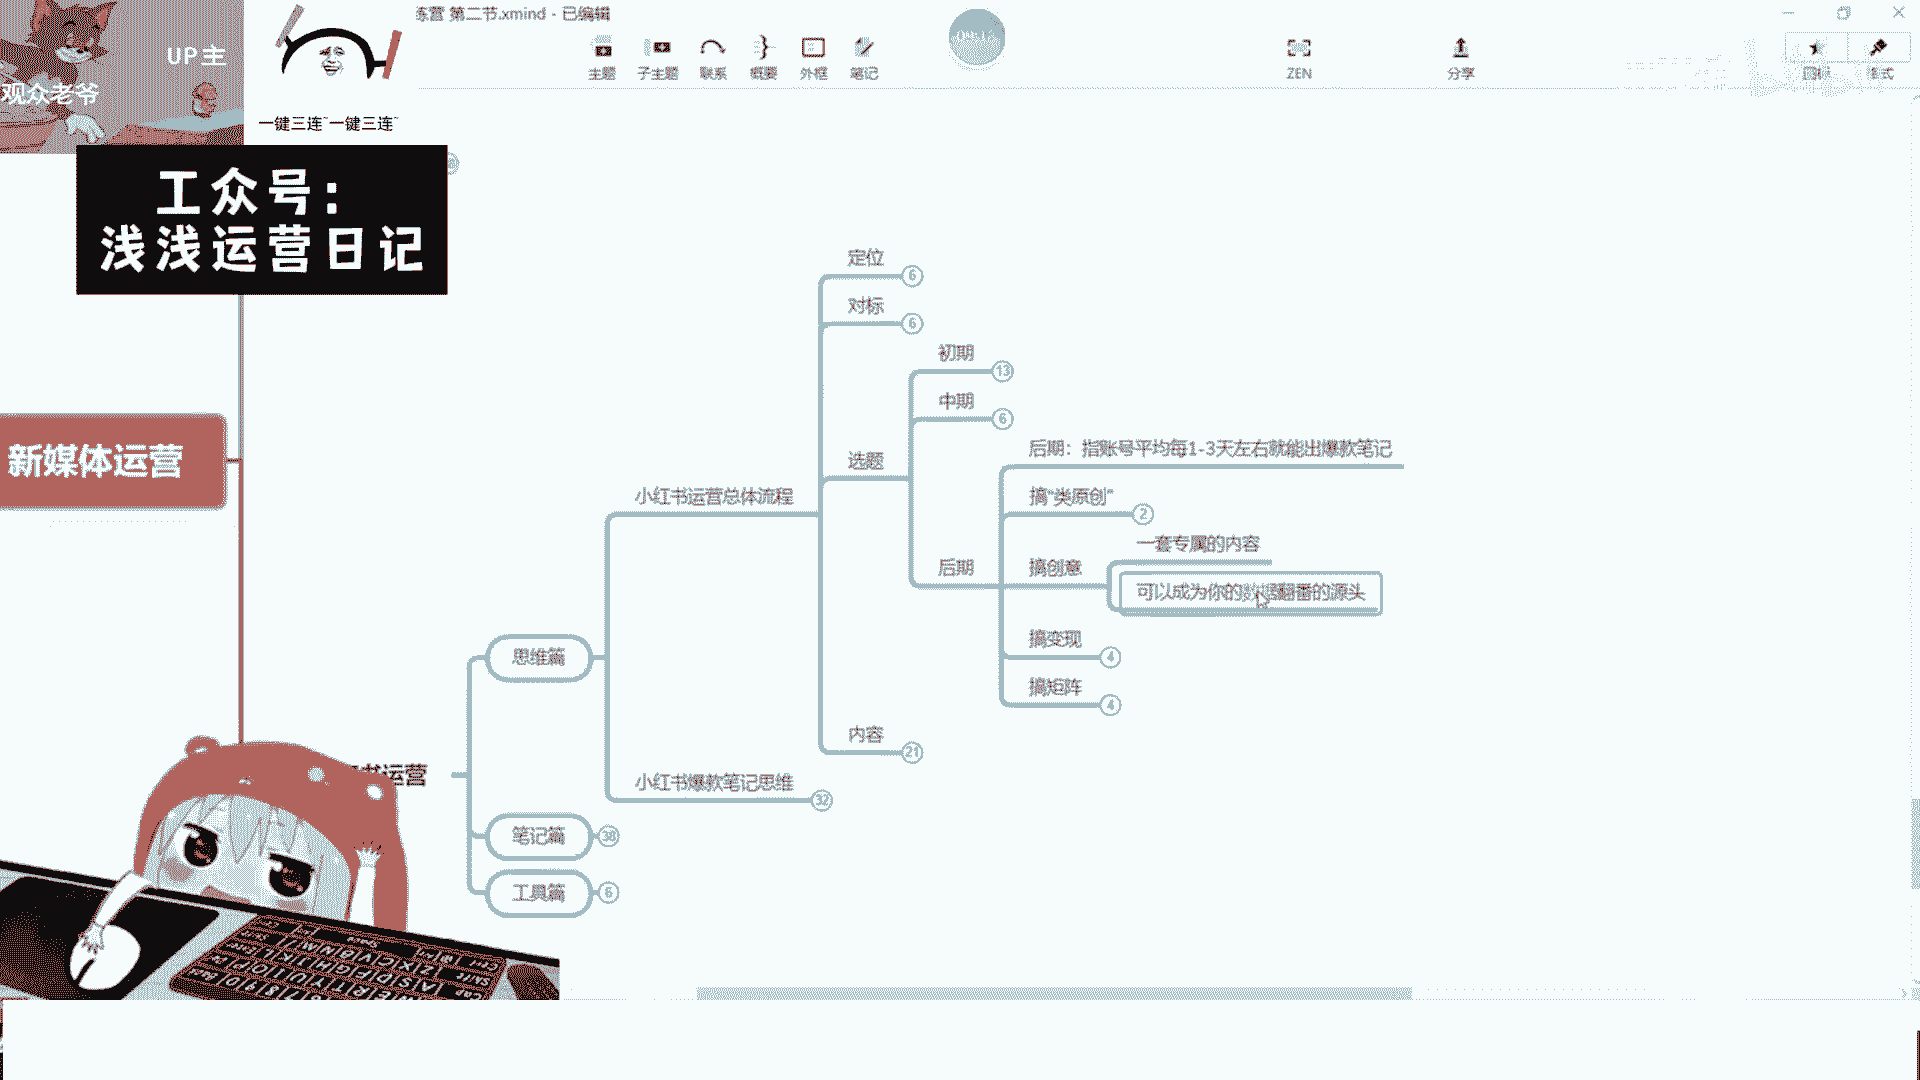 练营 第二节.xmind - 已编辑
UP主
观众老爷
一键三连~一键三连~
主题
子主题
联系
概要
外框
笔记
ZEN
分享
工众号：
浅浅运营日记
定位
6
对标
6
初期
13
中期
6
选题
后期：指账号平均每1-3天左右就能出爆款笔记
搞“类原创”
2
一套专属的内容
后期
搞创意
可以成为你的数据翻番的源头
搞变现
4
搞矩阵
4
新媒体运营
小红书运营总体流程
思维篇
内容
21
书运营
小红书爆款笔记思维
32
笔记篇
38
工具篇
6